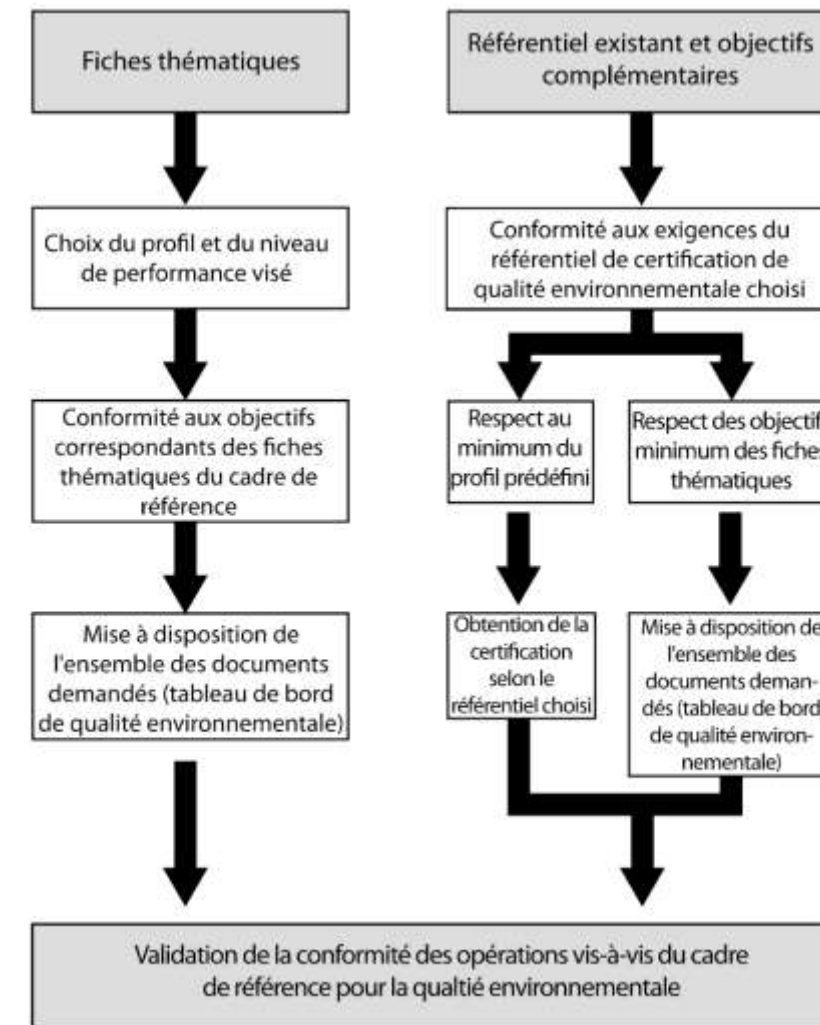 Fiches thématiques
Choix du profil et du niveau
de performance visé
Conformité aux objectifs
correspondants des fiches
thématiques du cadre de
référence
Mise à disposition de
l'ensemble des documents
demandés (tableau de bord
de qualité environnementale)
Référentiel existant et objectifs
complémentaires
Conformité aux exigences du
référentiel de certification de
qualité environnementale choisi
Respect au
minimum du
profil prédéfini
Obtention de la
certification
selon le
référentiel choisi
Respect des objectif
minimum des fiches
thématiques
Mise à disposition de
l'ensemble des
documents deman-
dés (tableau de bord
de qualité environ-
nementale)
Validation de la conformité des opérations vis-à-vis du cadre
de référence pour la qualtié environnementale